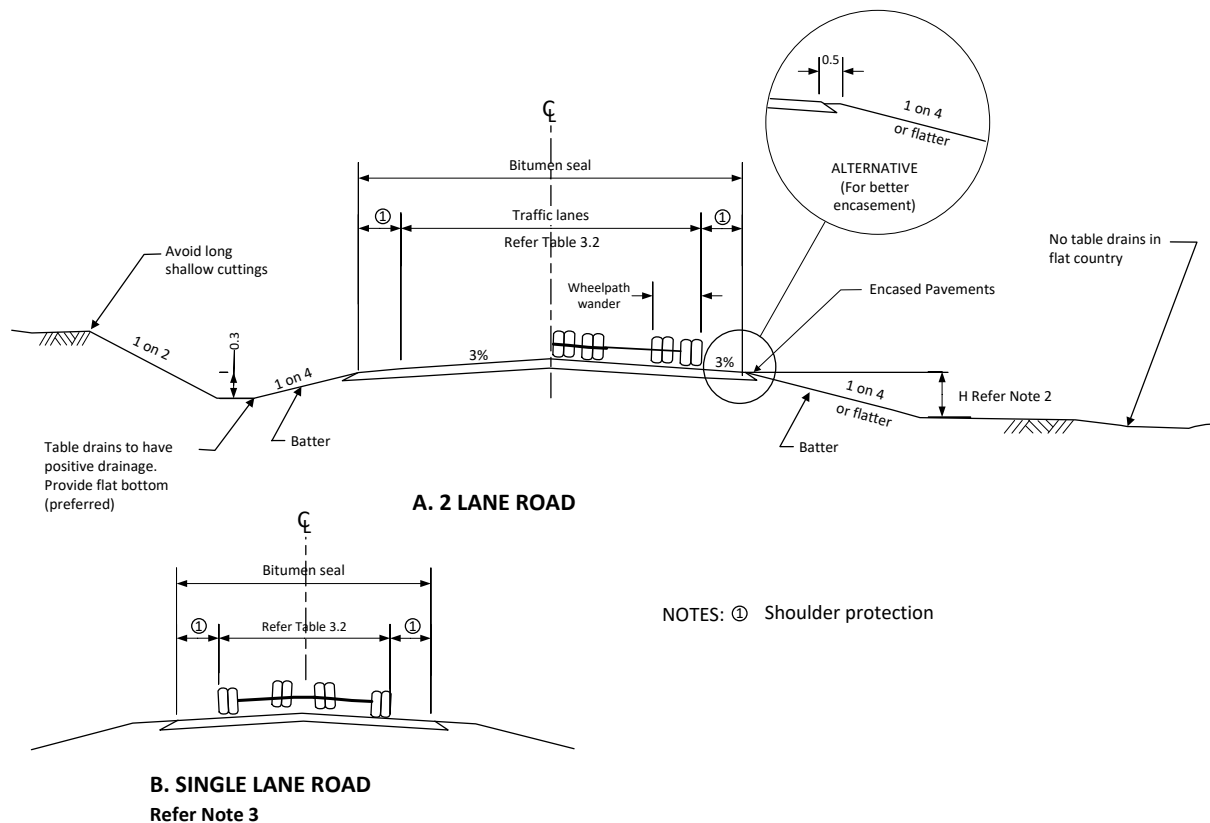 0.5
1 on 4
or flatter
ALTERNATIVE
(For better
encasement)
℄
Bitumen seal
①
Traffic lanes
①
Refer Table 3.2
Avoid long
shallow cuttings
No table drains in
flat country
Wheelpath
wander
Encased Pavements
0.3
1 on 2
3%
3%
1 on 4
1 on 4
or flatter
H Refer Note 2
Batter
Batter
Table drains to have
positive drainage.
Provide flat bottom
(preferred)
A. 2 LANE ROAD
℄
Bitumen seal
①
Refer Table 3.2
①
NOTES: ① Shoulder protection
B. SINGLE LANE ROAD
Refer Note 3